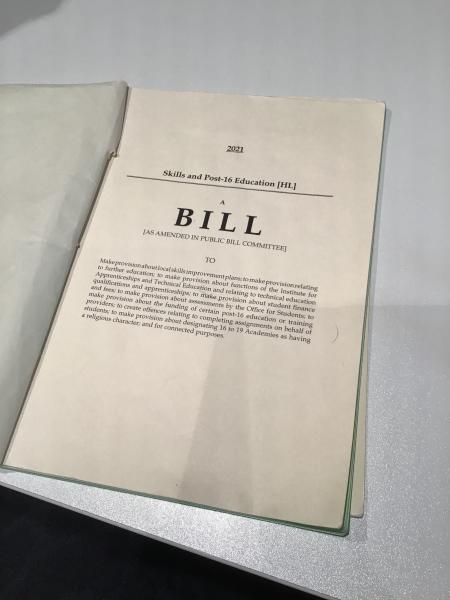 2021
Skills and Post-16 Education [HL]
A
BILL
[AS AMENDED IN PUBLIC BILL COMMITTEE]
TO
Make provision about local skills improvement plans; to make provision relating
to further education; to make provision about functions of the Institute for
Apprenticeships and Technical Education and relating to technical education
qualifications and apprenticeships; to make provision about student finance
and fees; to make provision about assessments by the Office for Students; to
make provision about the funding of certain post-16 education or training
providers; to create offences relating to completing assignments on behalf of
students; to make provision about designating 16 to 19 Academies as having
a religious character; and for connected purposes.